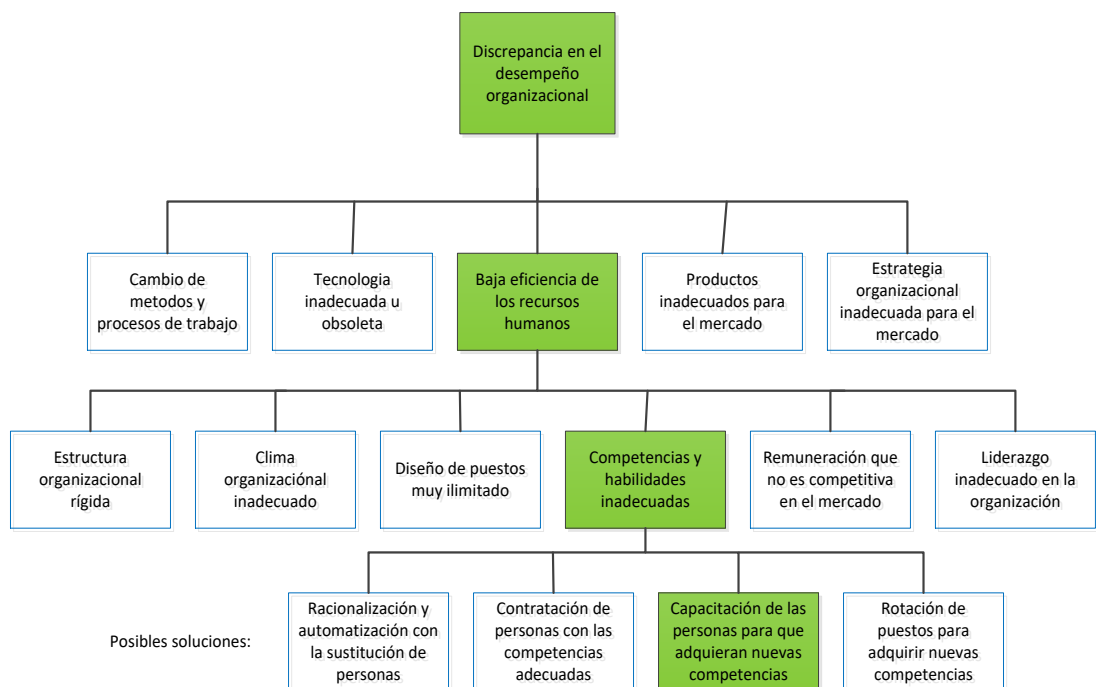 Discrepancia en el
desempeño
organizacional
Cambio de
metodos y
procesos de trabajo
Tecnologia
inadecuada u
obsoleta
Baja eficiencia de
los recursos
humanos
Productos
inadecuados para
el mercado
Estrategia
organizacional
inadecuada para el
mercado
Estructura
organizacional
rígida
Clima
organizaciónal
inadecuado
Diseño de puestos
muy ilimitado
Competencias y
habilidades
inadecuadas
Remuneración que
no es competitiva
en el mercado
Liderazgo
inadecuado en la
organización
Posibles soluciones:
Racionalización y
automatización con
la sustitución de
personas
Contratación de
personas con las
competencias
adecuadas
Capacitación de las
personas para que
adquieran nuevas
competencias
Rotación de
puestos para
adquirir nuevas
competencias